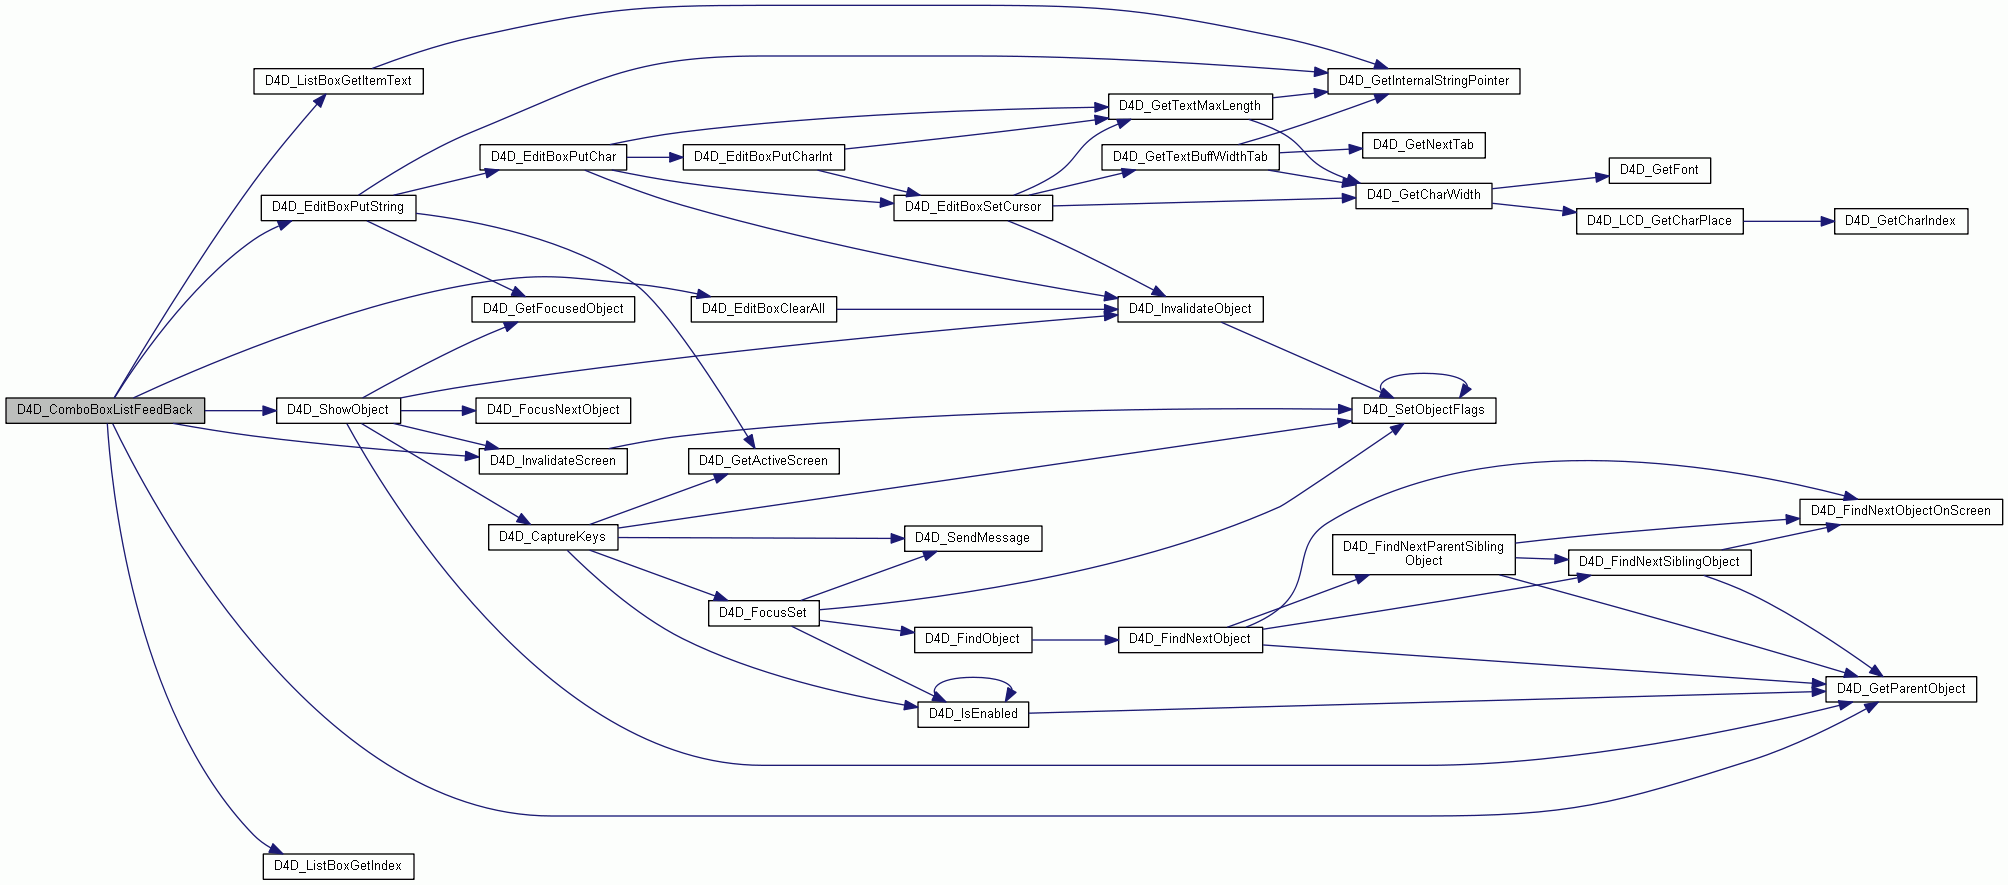 D4D_ListBoxGetItemText
D4D_GetInternalStringPointer
D4D_GetTextMaxLength
D4D_GetNextTab
D4D_EditBoxPutChar
D4D_EditBoxPutCharInt
D4D_GetTextBuffWidthTab
D4D_GetFont
D4D_GetCharWidth
D4D_EditBoxPutString
D4D_EditBoxSetCursor
D4D_LCD_GetCharPlace
D4D_GetCharIndex
D4D_GetFocusedObject
D4D_EditBoxClearAll
D4D_InvalidateObject
D4D_ComboBoxListFeedBack
D4D_ShowObject
D4D_FocusNextObject
D4D_SetObjectFlags
D4D_InvalidateScreen
D4D_GetActiveScreen
D4D_FindNextObjectOnScreen
D4D_CaptureKeys
D4D_SendMessage
D4D_FindNextParentSibling
Object
D4D_FindNextSiblingObject
D4D_FocusSet
D4D_FindObject
D4D_FindNextObject
D4D_GetParentObject
D4D_IsEnabled
D4D_ListBoxGetIndex